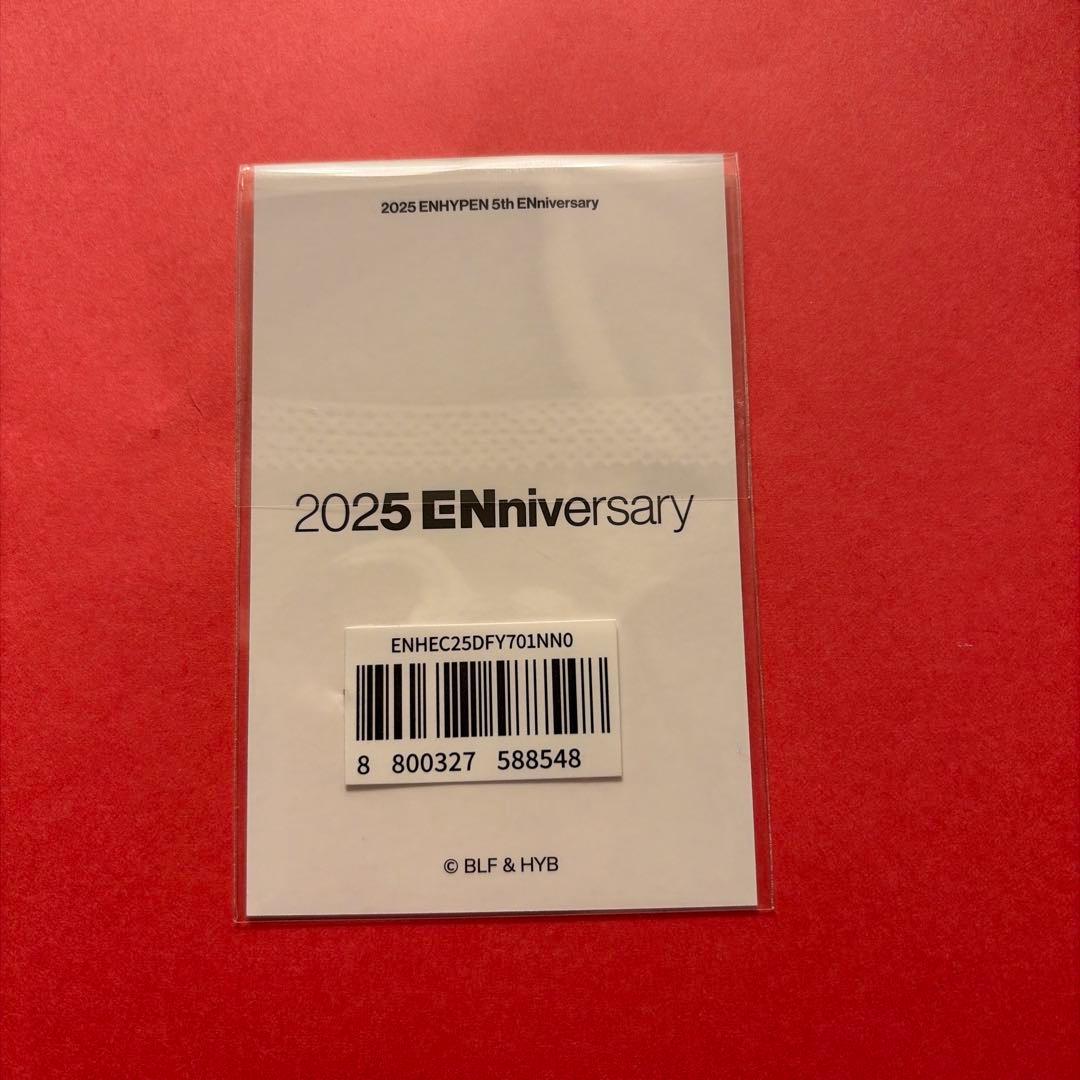 2025 ENHYPEN 5th ENniversary
2025 ENniversary
ENHEC25DFY701NN0
8 800327 588548
© BLF & HYB